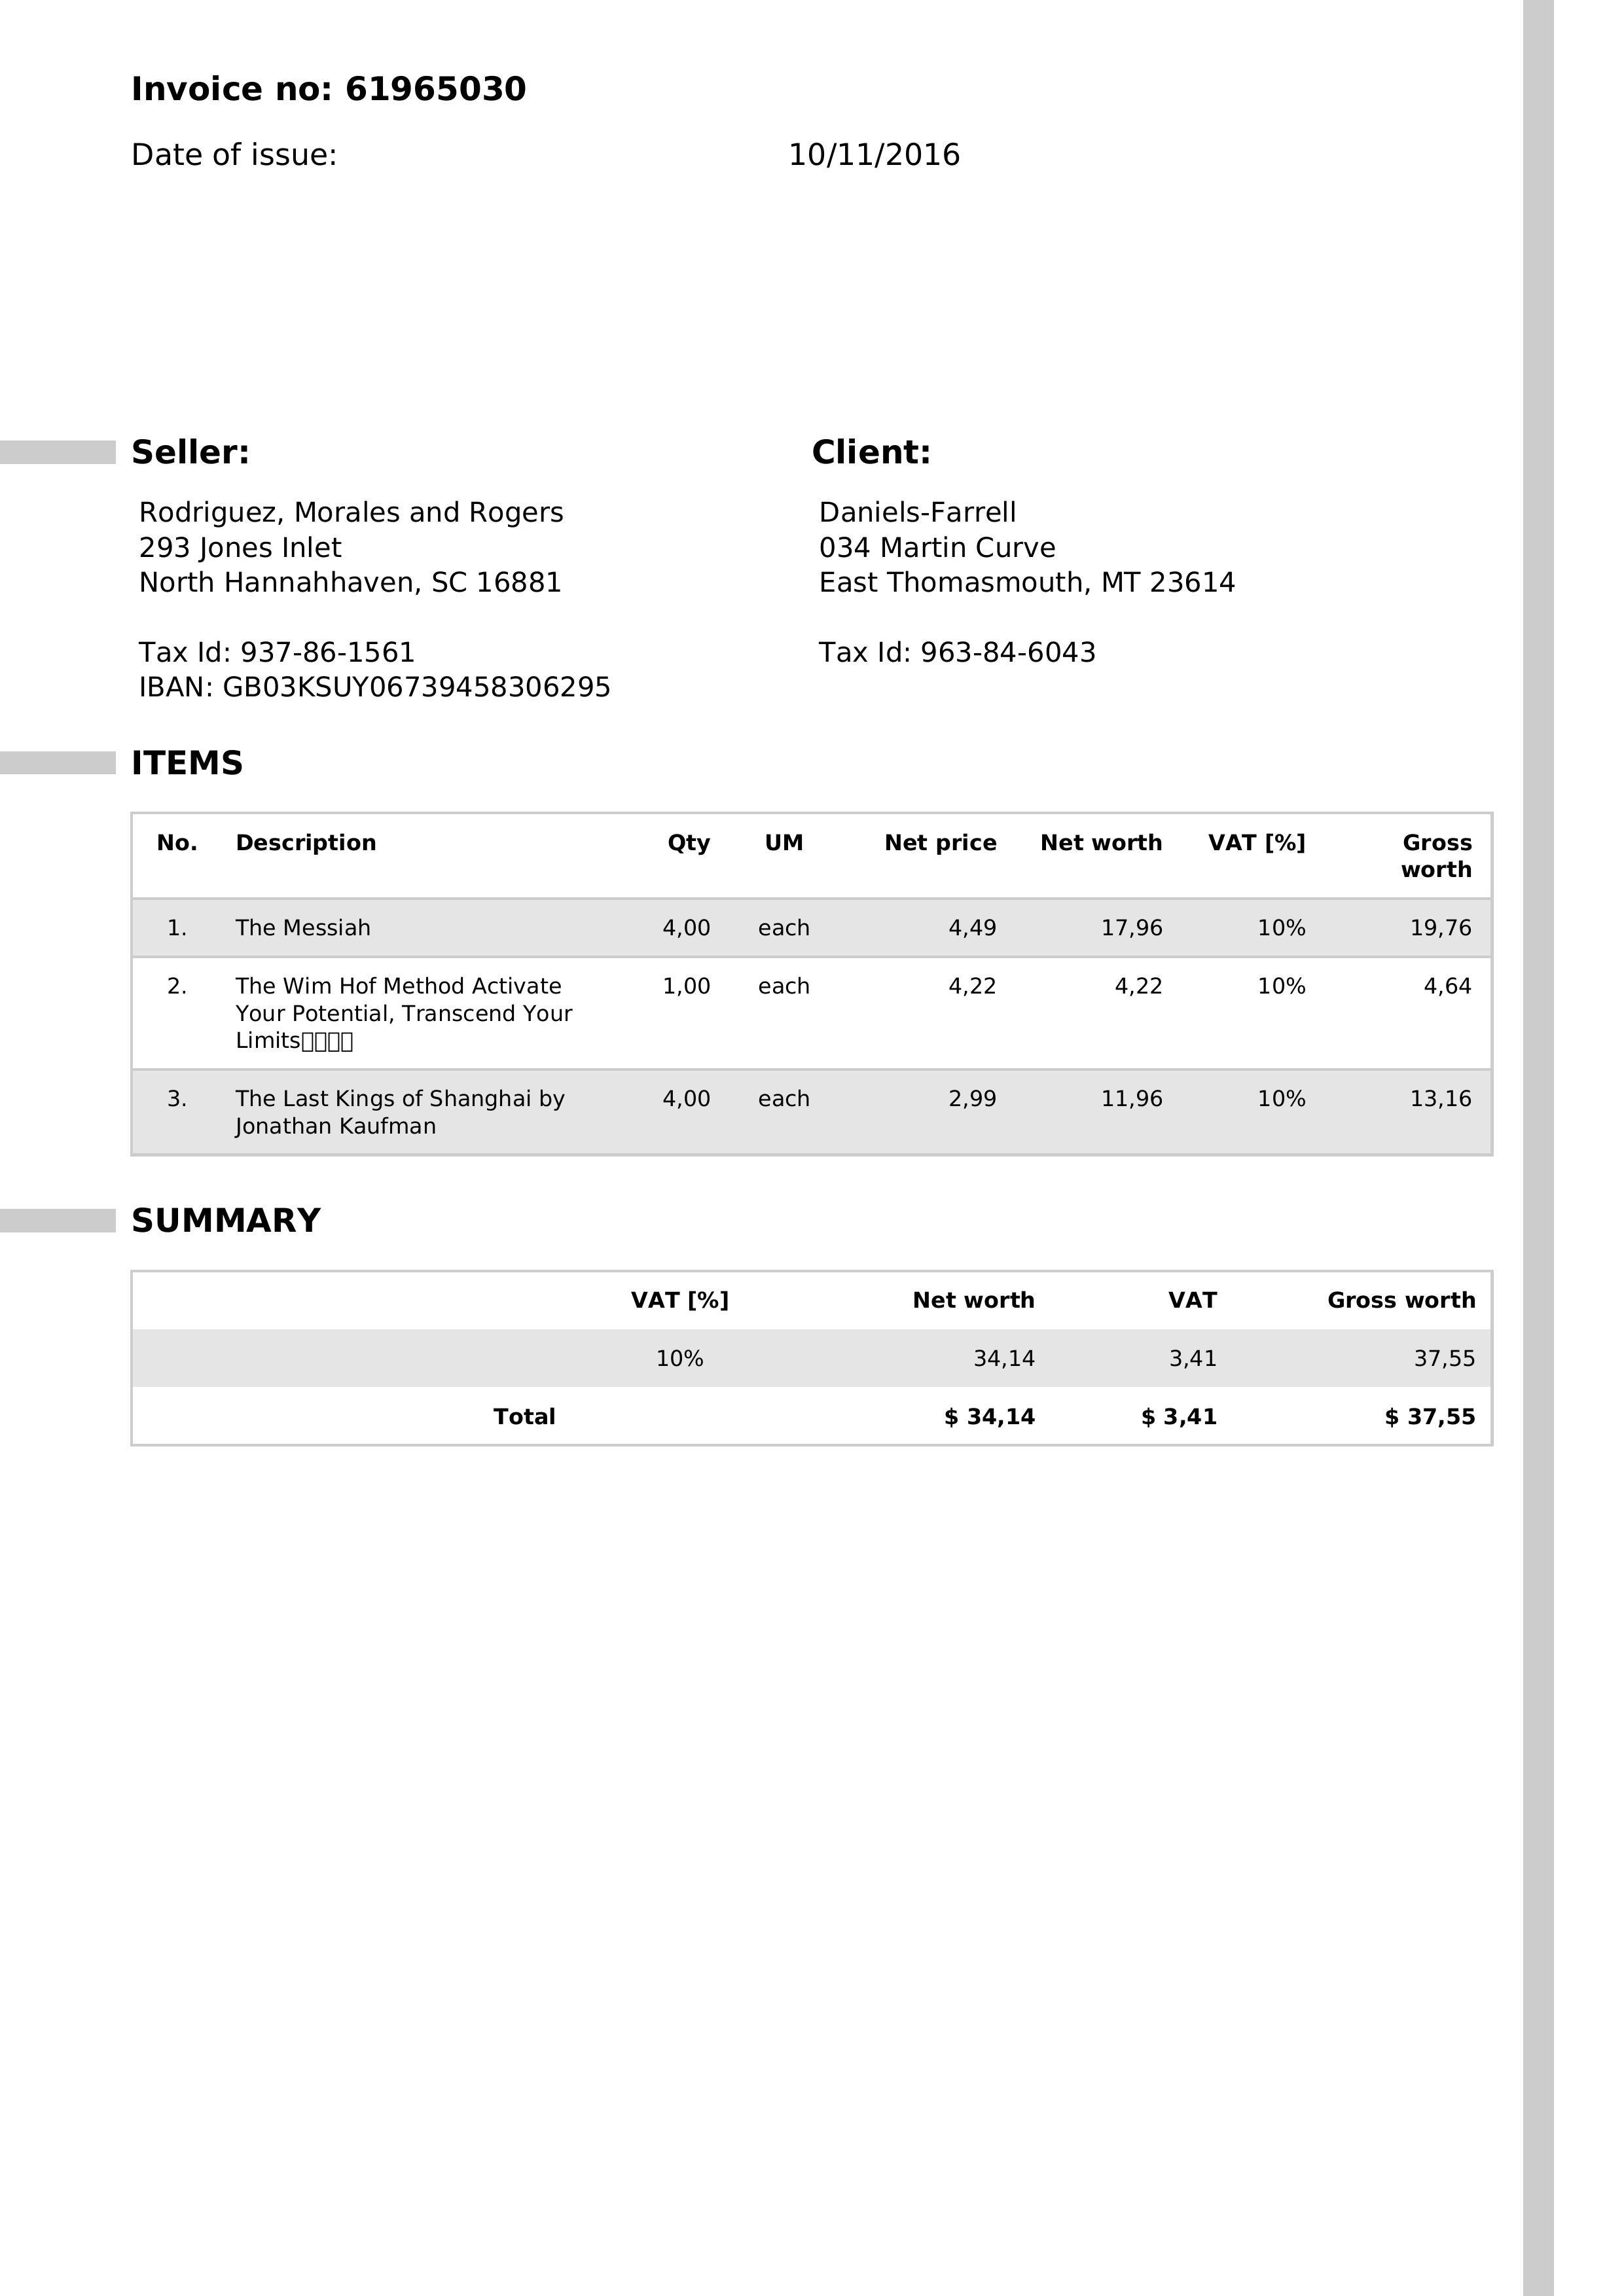 Invoice no: 61965030
Date of issue: 10/11/2016
Seller:
Rodriguez, Morales and Rogers
293 Jones Inlet
North Hannahhaven, SC 16881
Tax Id: 937-86-1561
IBAN: GB03KSUY06739458306295
Client:
Daniels-Farrell
034 Martin Curve
East Thomasmouth, MT 23614
Tax Id: 963-84-6043
ITEMS
No. Description Qty UM Net price Net worth VAT [%] Gross
worth
1. The Messiah 4,00 each 4,49 17,96 10% 19,76
2. The Wim Hof Method Activate 1,00 each 4,22 4,22 10% 4,64
Your Potential, Transcend Your
Limits
3. The Last Kings of Shanghai by 4,00 each 2,99 11,96 10% 13,16
Jonathan Kaufman
SUMMARY
VAT [%] Net worth VAT Gross worth
10% 34,14 3,41 37,55
Total $ 34,14 $ 3,41 $ 37,55